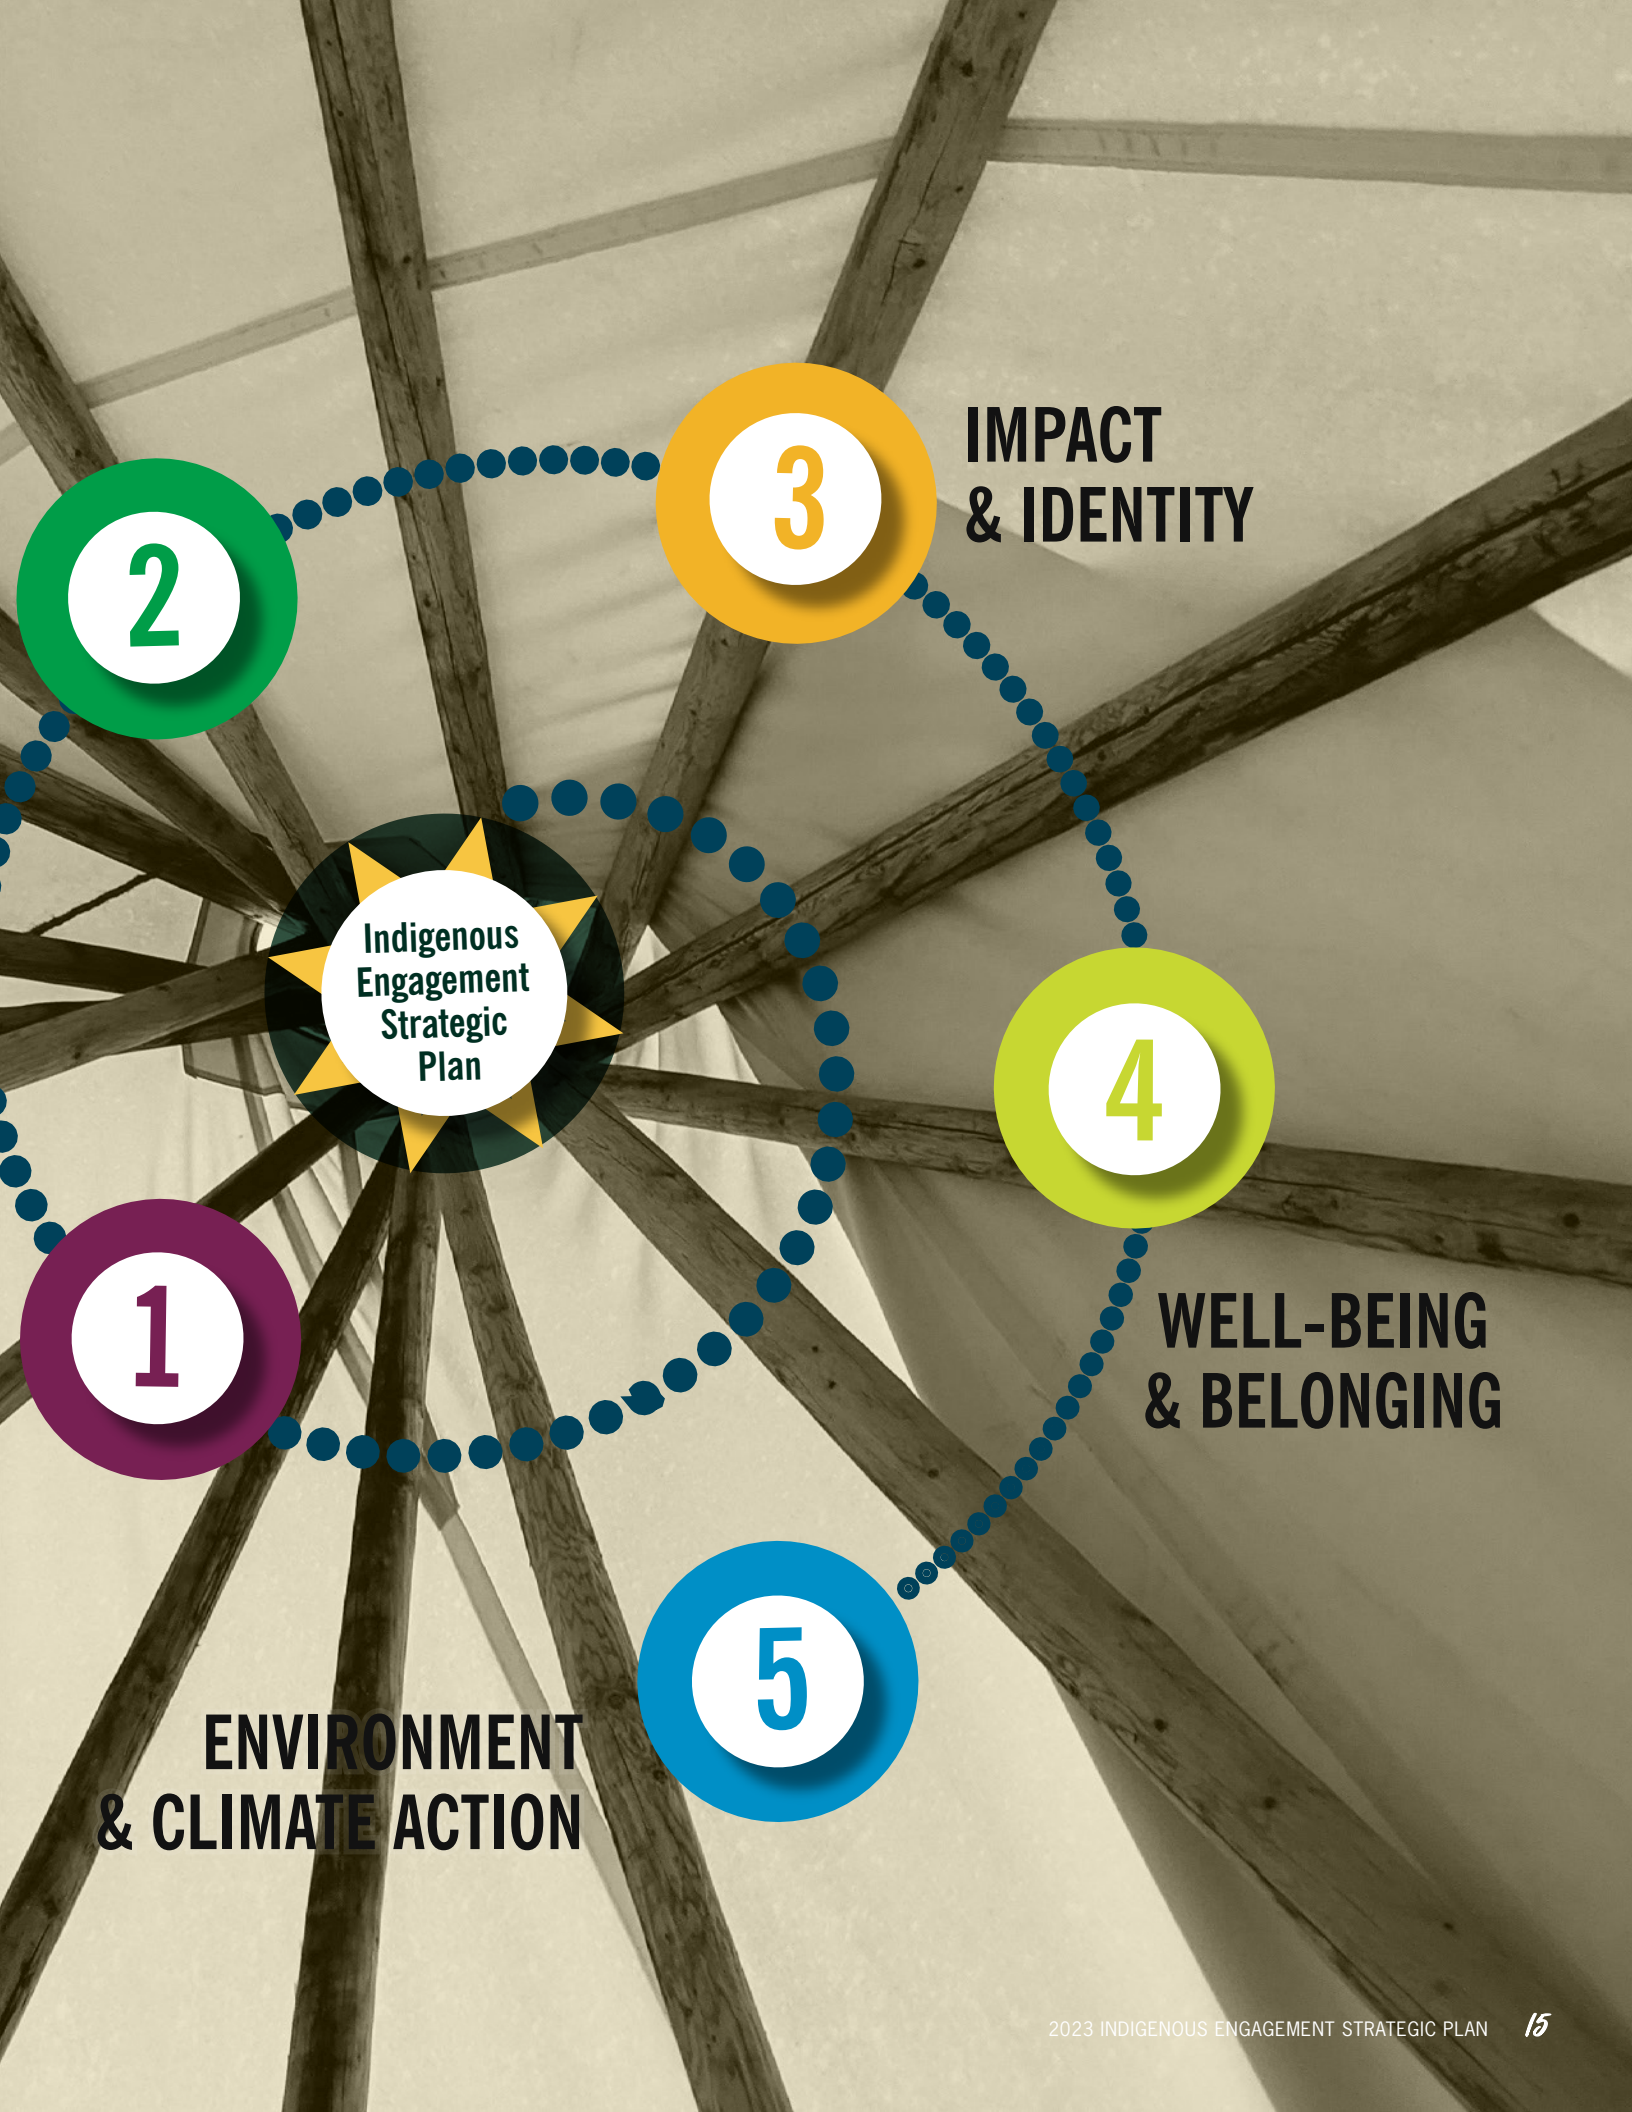 3
IMPACT
& IDENTITY
2
Indigenous
Engagement
Strategic
Plan
4
1
WELL-BEING
& BELONGING
5
ENVIRONMENT
& CLIMATE ACTION
2023 INDIGENOUS ENGAGEMENT STRATEGIC PLAN 15